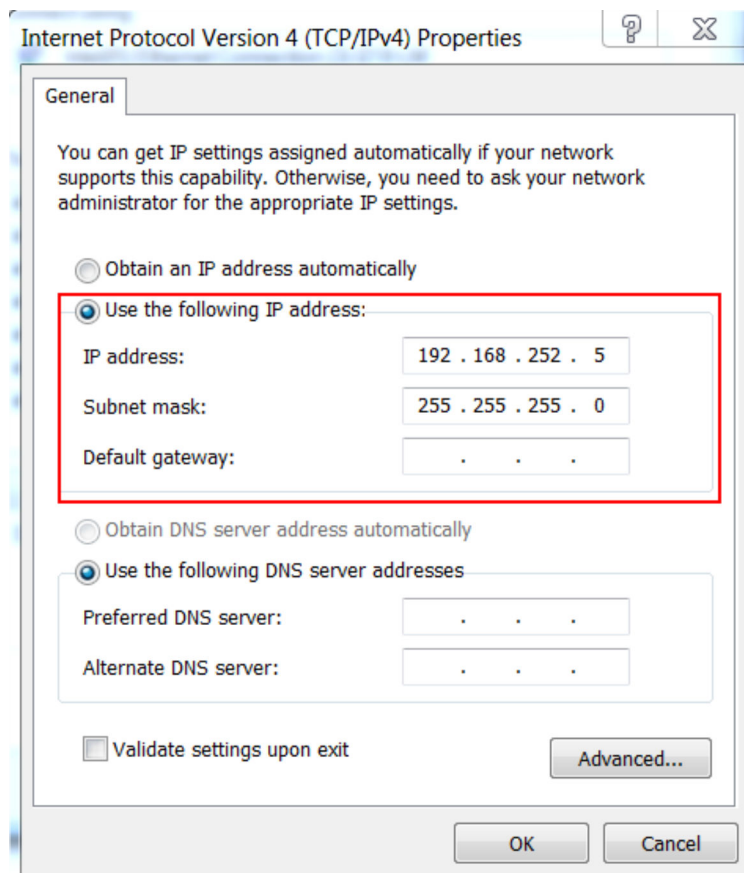 Internet Protocol Version 4 (TCP/IPv4) Properties
General
You can get IP settings assigned automatically if your network
supports this capability. Otherwise, you need to ask your network
administrator for the appropriate IP settings.
Obtain an IP address automatically
Use the following IP address:
IP address: 192 . 168 . 252 . 5
Subnet mask: 255 . 255 . 255 . 0
Default gateway: . . .
Obtain DNS server address automatically
Use the following DNS server addresses
Preferred DNS server: . . .
Alternate DNS server: . . .
Validate settings upon exit
Advanced...
OK Cancel